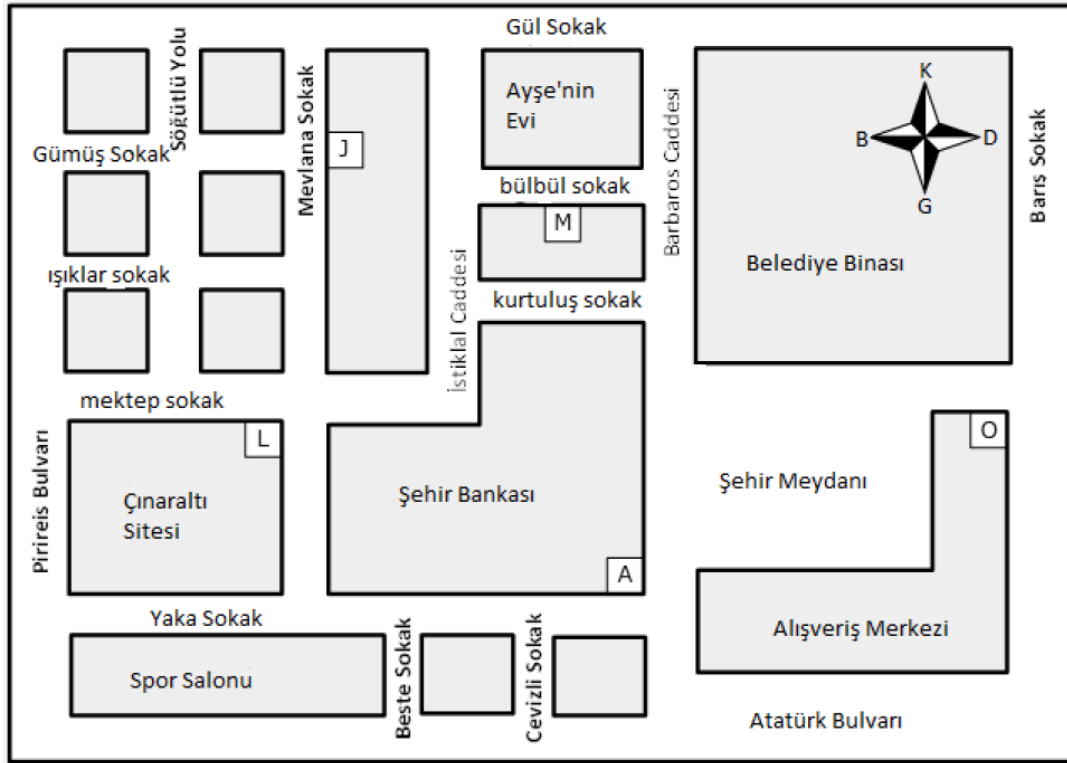 Gül Sokak
Söğütlü Yolu
Ayşe'nin
Evi
K
B
D
G
Barbaros Caddesi
Barış Sokak
Mevlana Sokak
J
Gümüş Sokak
bülbül sokak
M
Belediye Binası
ışıklar sokak
İstiklal Caddesi
kurtuluş sokak
mektep sokak
L
O
Pirireis Bulvarı
Çınaraltı
Sitesi
Şehir Bankası
Şehir Meydanı
A
Yaka Sokak
Alışveriş Merkezi
Spor Salonu
Beste Sokak
Cevizli Sokak
Atatürk Bulvarı